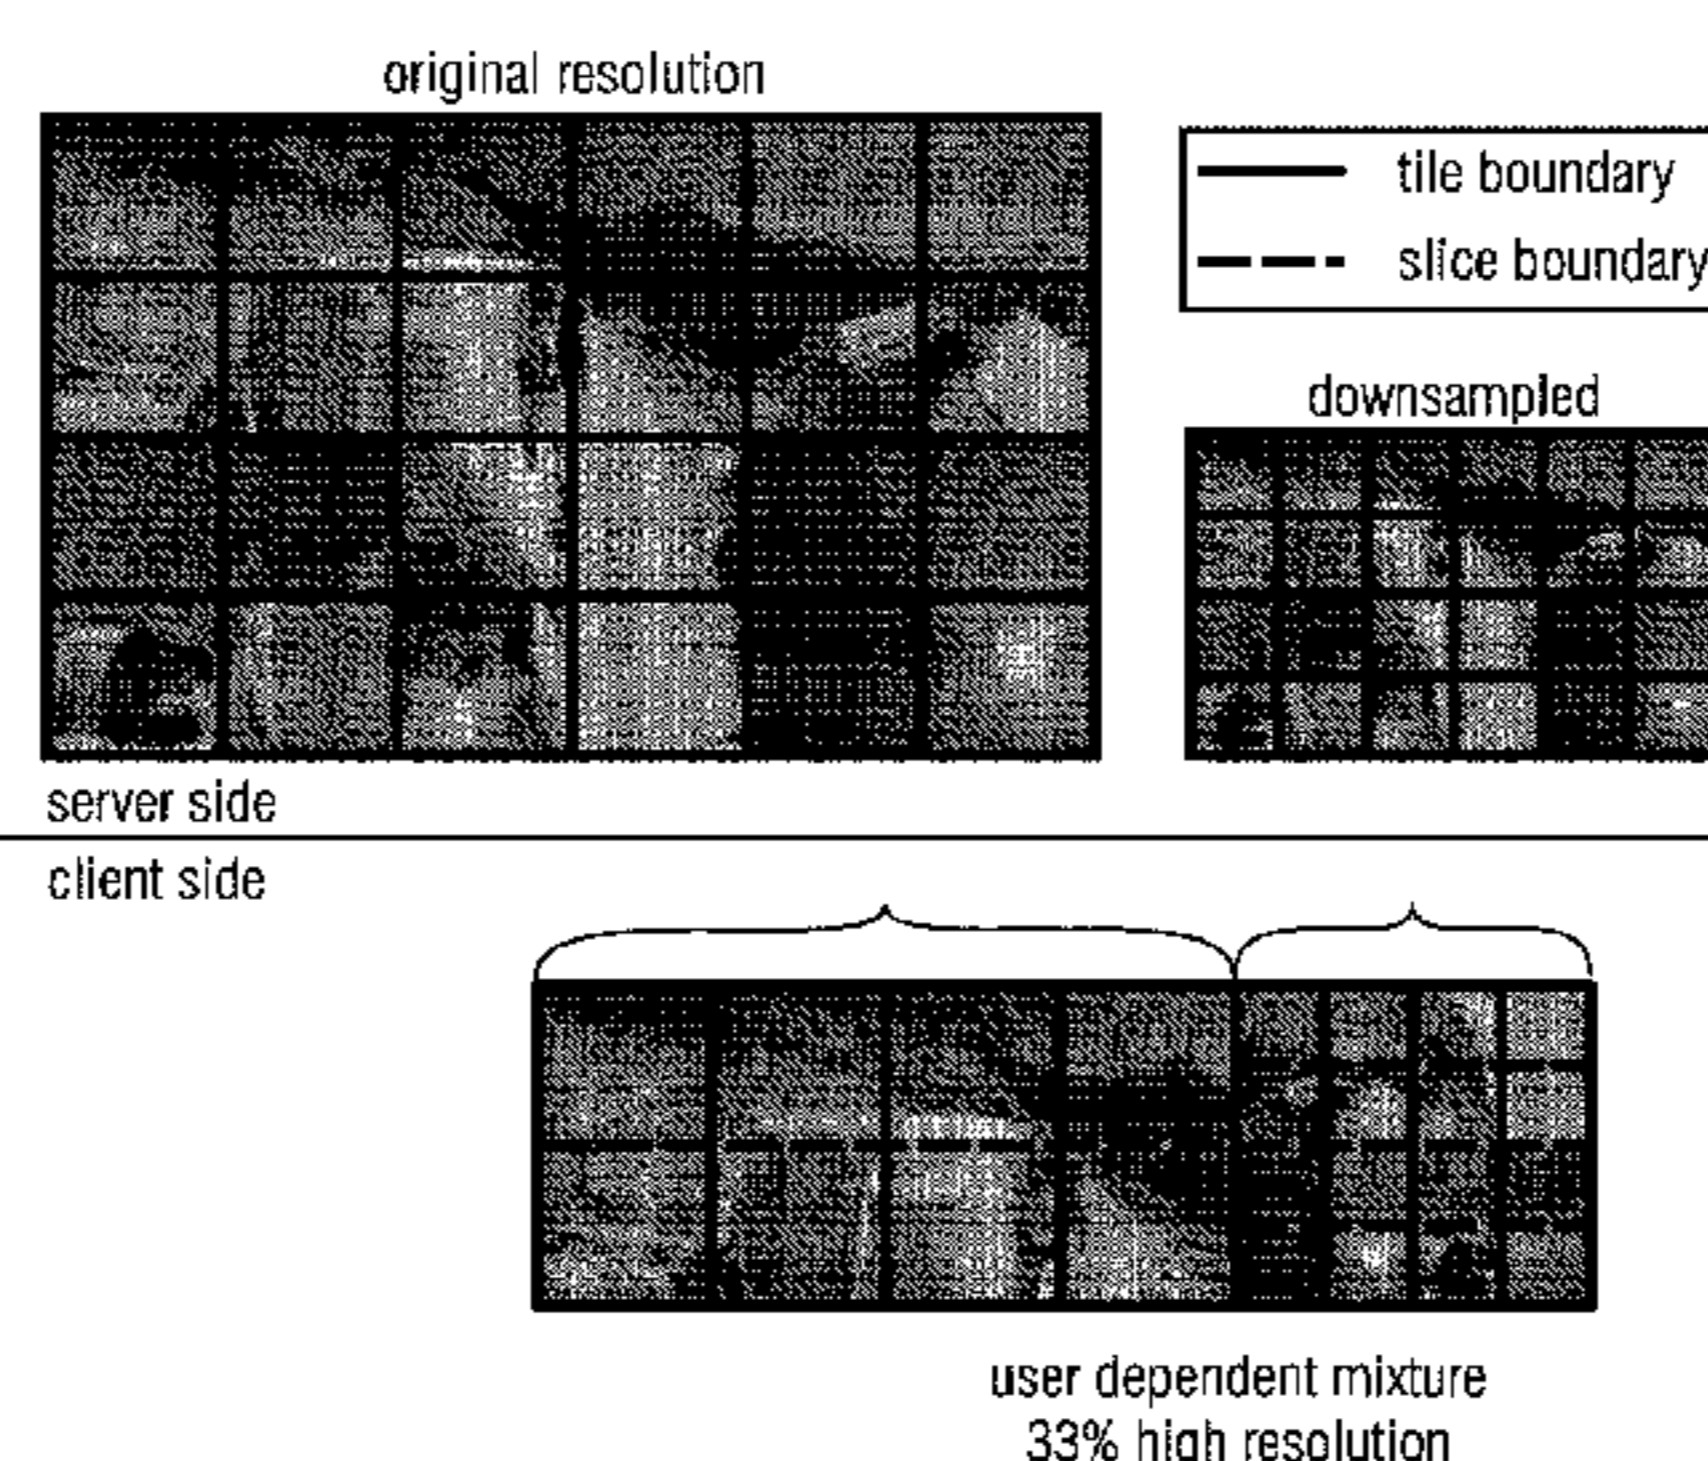 original resolution
tile boundary
slice boundary
downsampled
server side
client side
user dependent mixture
33% high resolution